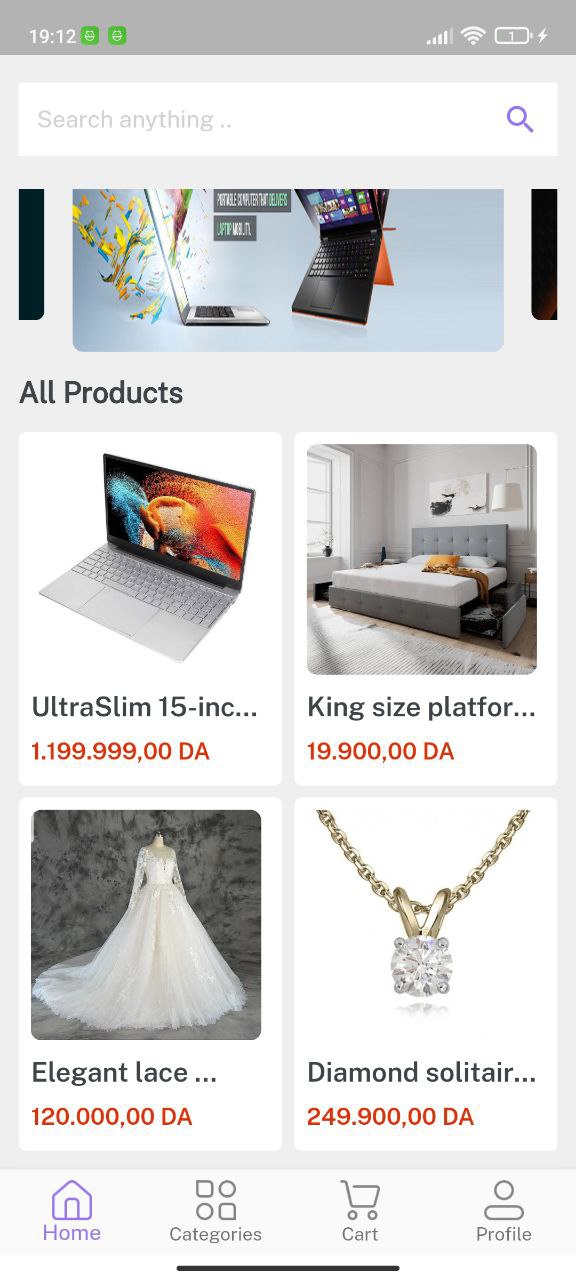 19:12
1
Search anything ..
PORTABLE COMPUTER THAT DELIVERS
LAPTOP MOBILITY.
All Products
UltraSlim 15-inc...
King size platfor...
1.199.999,00 DA
19.900,00 DA
Elegant lace ...
Diamond solitair...
120.000,00 DA
249.900,00 DA
Home
Categories
Cart
Profile